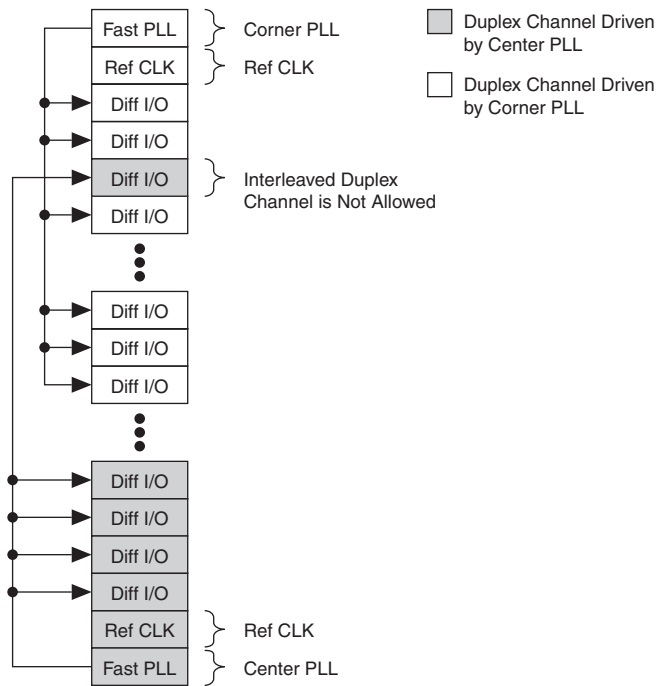 Fast PLL
Corner PLL
Duplex Channel Driven
by Center PLL
Ref CLK
Ref CLK
Duplex Channel Driven
by Corner PLL
Diff I/O
Diff I/O
Diff I/O
Interleaved Duplex
Channel is Not Allowed
Diff I/O
Diff I/O
Diff I/O
Diff I/O
Diff I/O
Diff I/O
Diff I/O
Diff I/O
Ref CLK
Ref CLK
Fast PLL
Center PLL